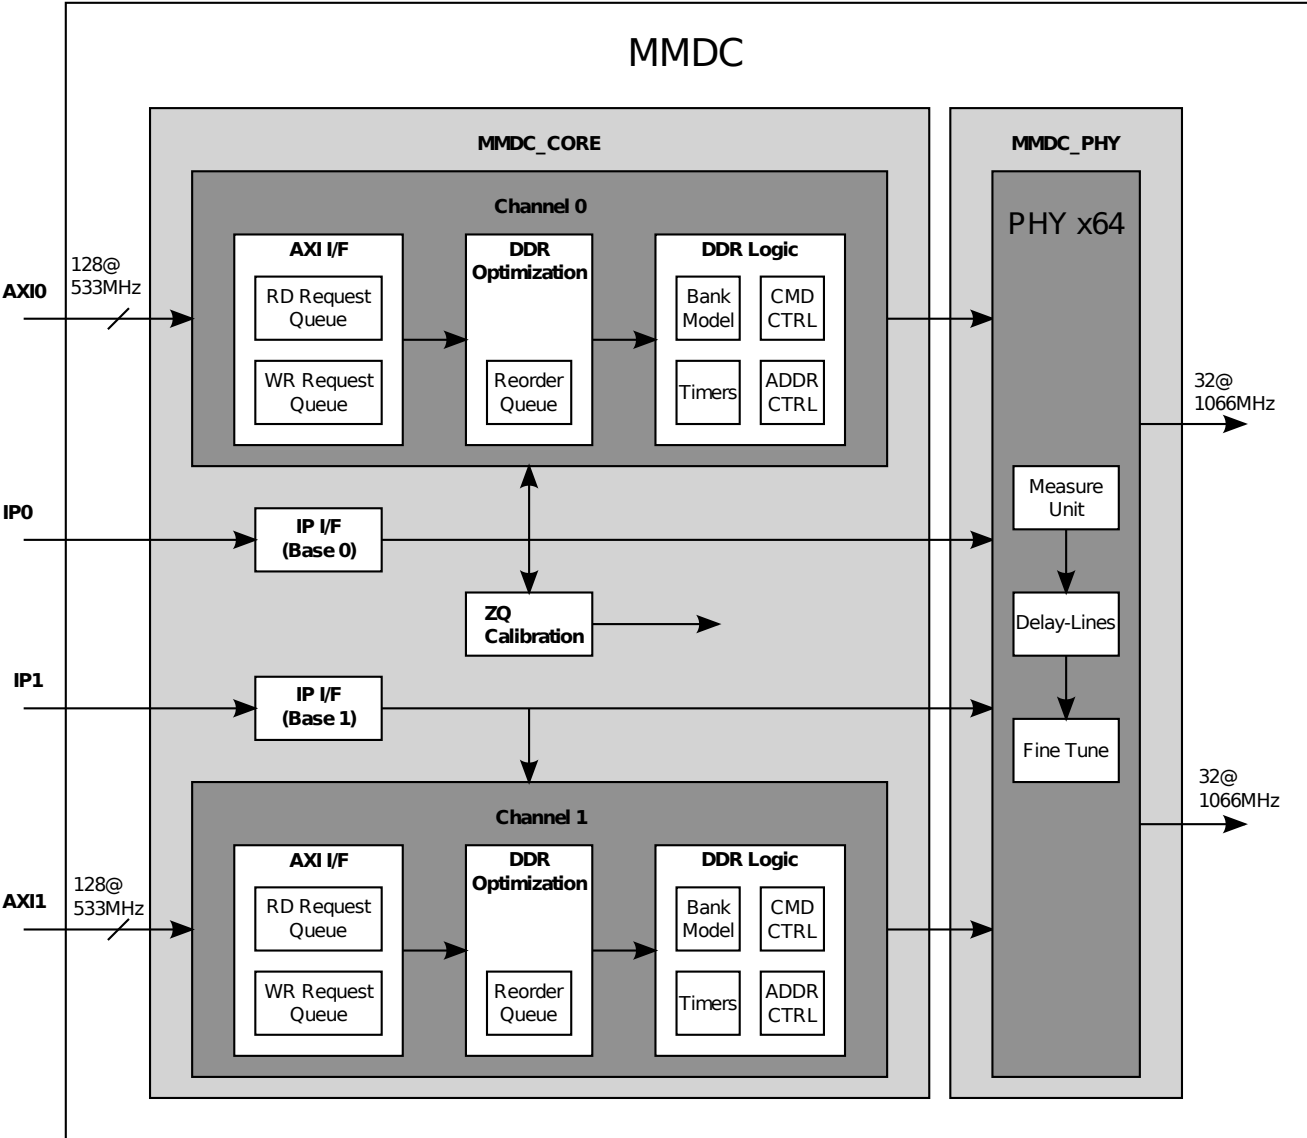 MMDC
MMDC_CORE
MMDC_PHY
Channel 0
PHY x64
AXI I/F
DDR
Optimization
DDR Logic
128@
533MHz
AXI0
RD Request
Queue
Bank
Model
CMD
CTRL
WR Request
Queue
Reorder
Queue
Timers
ADDR
CTRL
32@
1066MHz
Measure
Unit
IP0
IP I/F
(Base 0)
ZQ
Calibration
Delay-Lines
IP1
IP I/F
(Base 1)
Fine Tune
32@
1066MHz
Channel 1
AXI I/F
DDR
Optimization
DDR Logic
128@
533MHz
AXI1
RD Request
Queue
Bank
Model
CMD
CTRL
WR Request
Queue
Reorder
Queue
Timers
ADDR
CTRL